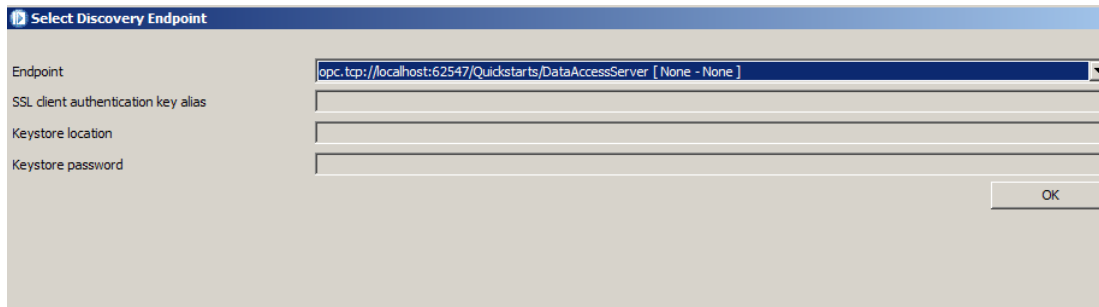 Select Discovery Endpoint
Endpoint opc.tcp://localhost:62547/Quickstarts/DataAccessServer [ None - None ]
SSL client authentication key alias
Keystore location
Keystore password
OK